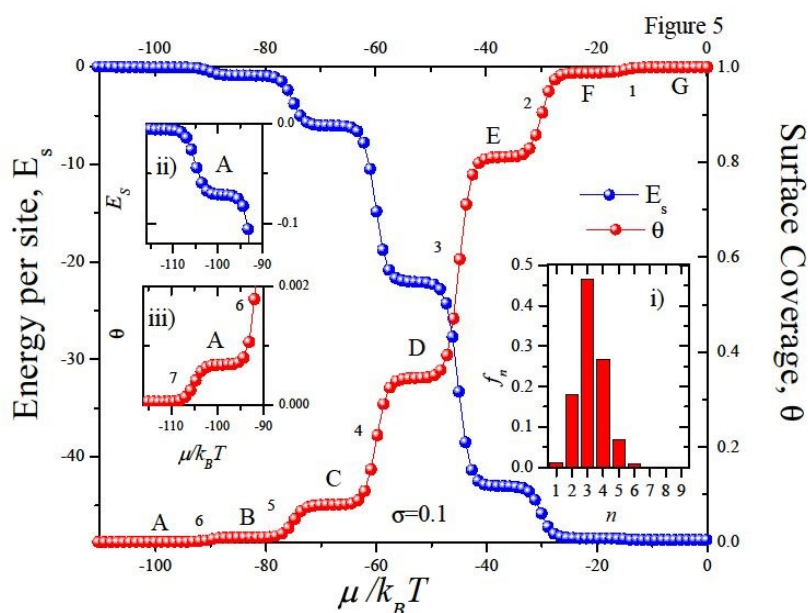 Figure 5
-100 -80 -60 -40 -20 0
Energy per site, E_s
0
-10
-20
-30
-40
Surface Coverage, θ
1.0
0.8
0.6
0.4
0.2
0.0
A 6 B 5 C 4 D 3 E 2 F 1 G
E_s
θ
σ=0.1
ii)
A
E_S
0.0
-0.1
-110 -100 -90
iii)
A
6
7
θ
0.002
0.000
-110 -100 -90
μ/k_BT
i)
f_n
0.5
0.4
0.3
0.2
0.1
0.0
1 2 3 4 5 6 7 8 9
n
-100 -80 -60 -40 -20 0
μ/k_BT